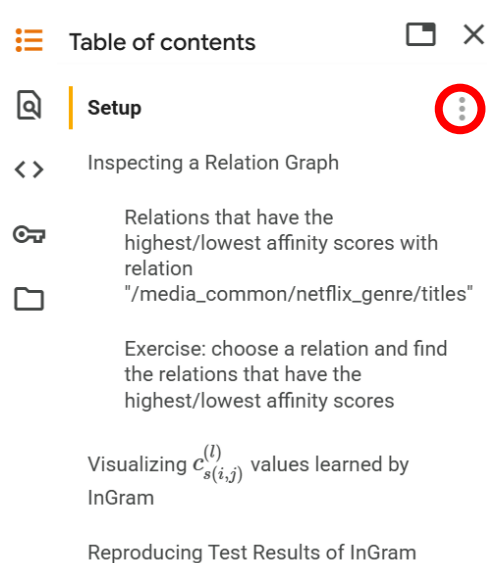 Table of contents
Setup
Inspecting a Relation Graph
Relations that have the
highest/lowest affinity scores with
relation
"/media_common/netflix_genre/titles"
Exercise: choose a relation and find
the relations that have the
highest/lowest affinity scores
Visualizing $c_{s(i,j)}^{(l)}$ values learned by
InGram
Reproducing Test Results of InGram